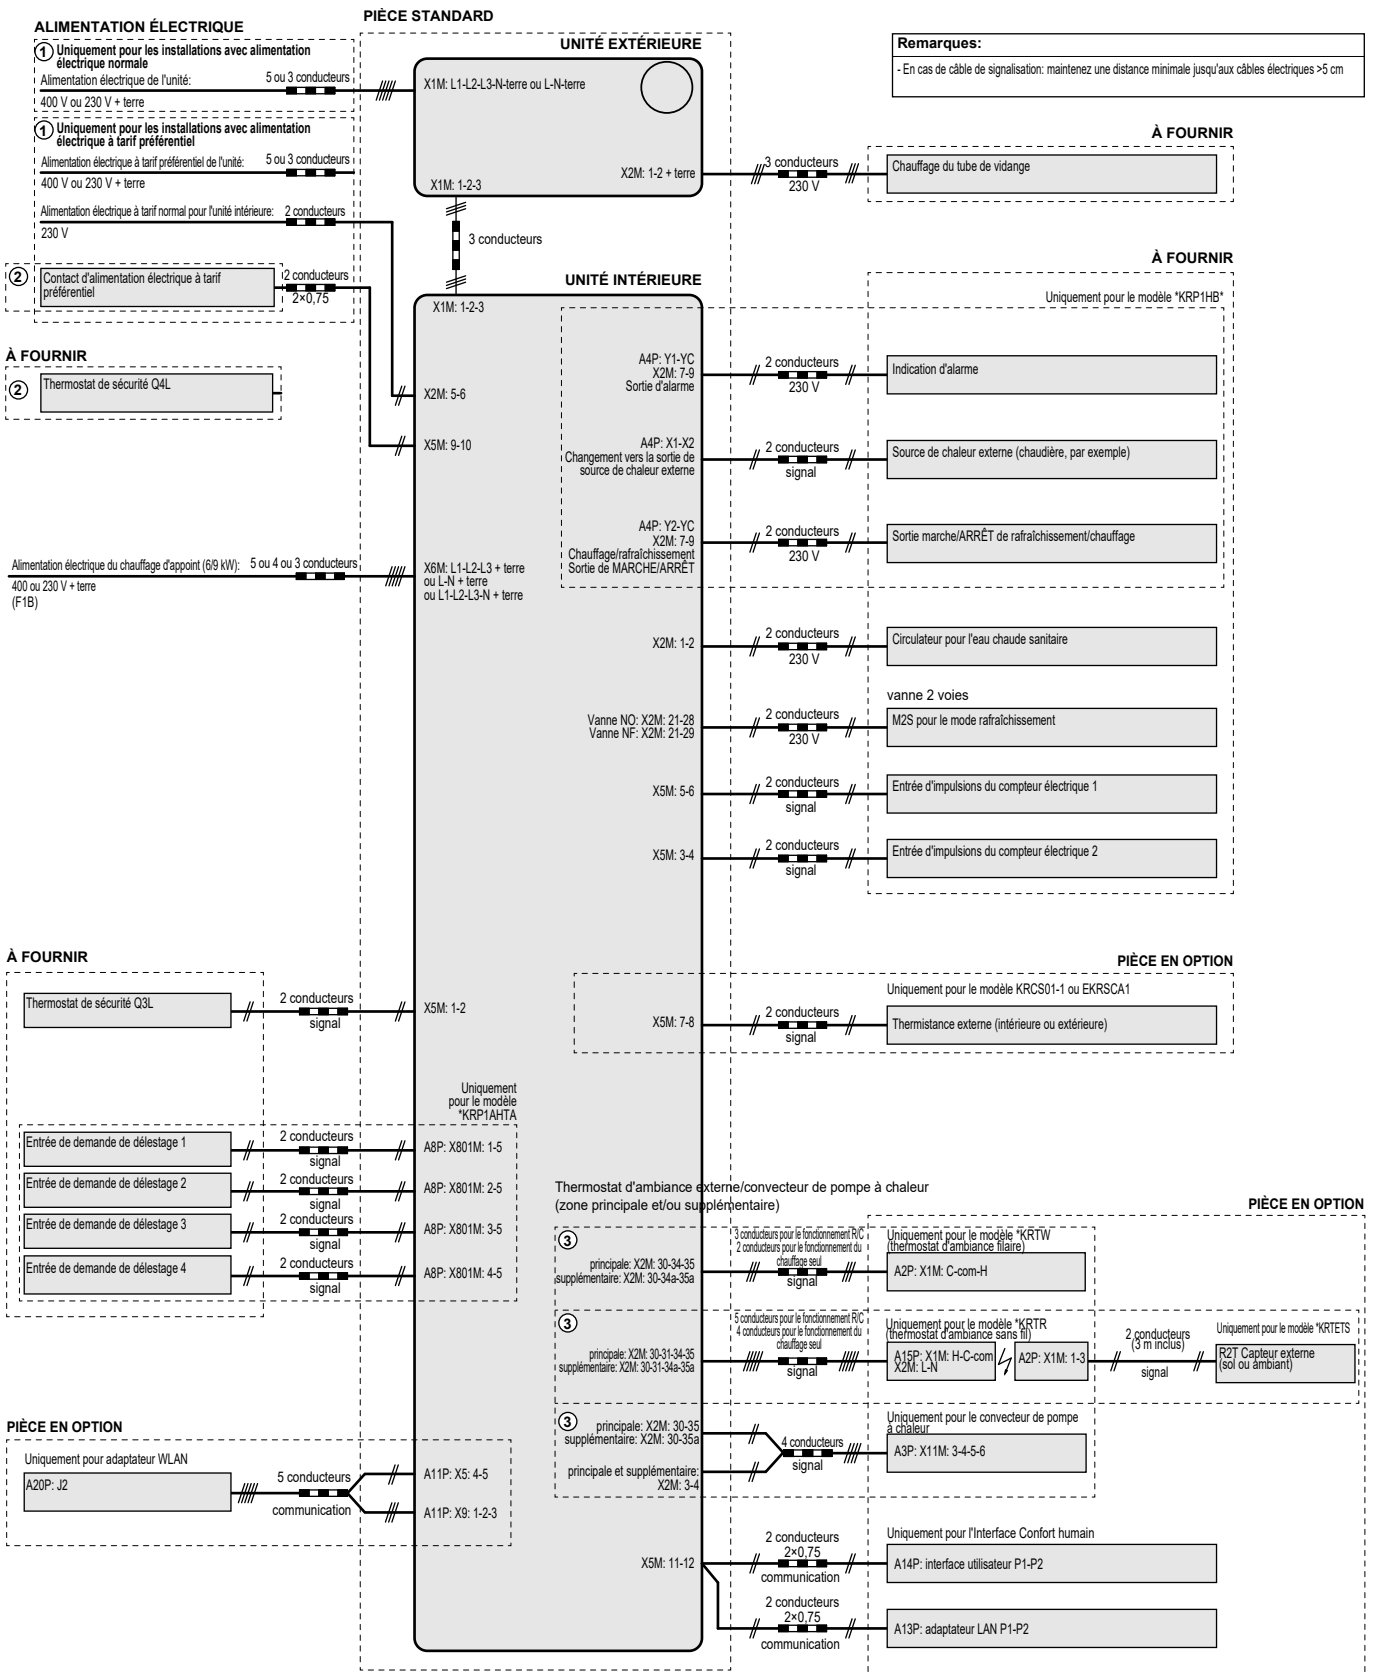 PIÈCE STANDARD
ALIMENTATION ÉLECTRIQUE
1 Uniquement pour les installations avec alimentation
électrique normale
Alimentation électrique de l'unité:
5 ou 3 conducteurs
400 V ou 230 V + terre
1 Uniquement pour les installations avec alimentation
électrique à tarif préférentiel
Alimentation électrique à tarif préférentiel de l'unité:
5 ou 3 conducteurs
400 V ou 230 V + terre
Alimentation électrique à tarif normal pour l'unité intérieure:
2 conducteurs
230 V
2
Contact d'alimentation électrique à tarif
préférentiel
2 conducteurs
2×0,75
À FOURNIR
2
Thermostat de sécurité Q4L
Alimentation électrique du chauffage d'appoint (6/9 kW):
5 ou 4 ou 3 conducteurs
400 ou 230 V + terre
(F1B)
UNITÉ EXTÉRIEURE
X1M: L1-L2-L3-N-terre ou L-N-terre
X2M: 1-2 + terre
X1M: 1-2-3
3 conducteurs
UNITÉ INTÉRIEURE
X1M: 1-2-3
X2M: 5-6
X5M: 9-10
X6M: L1-L2-L3 + terre
ou L-N + terre
ou L1-L2-L3-N + terre
Remarques:
- En cas de câble de signalisation: maintenez une distance minimale jusqu'aux câbles électriques >5 cm
À FOURNIR
3 conducteurs
230 V
Chauffage du tube de vidange
À FOURNIR
Uniquement pour le modèle *KRP1HB*
A4P: Y1-YC
X2M: 7-9
Sortie d'alarme
2 conducteurs
230 V
Indication d'alarme
A4P: X1-X2
Changement vers la sortie de
source de chaleur externe
2 conducteurs
signal
Source de chaleur externe (chaudière, par exemple)
A4P: Y2-YC
X2M: 7-9
Chauffage/rafraîchissement
Sortie de MARCHE/ARRÊT
2 conducteurs
230 V
Sortie marche/ARRÊT de rafraîchissement/chauffage
X2M: 1-2
2 conducteurs
230 V
Circulateur pour l'eau chaude sanitaire
vanne 2 voies
Vanne NO: X2M: 21-28
Vanne NF: X2M: 21-29
2 conducteurs
230 V
M2S pour le mode rafraîchissement
X5M: 5-6
2 conducteurs
signal
Entrée d'impulsions du compteur électrique 1
X5M: 3-4
2 conducteurs
signal
Entrée d'impulsions du compteur électrique 2
À FOURNIR
Thermostat de sécurité Q3L
2 conducteurs
signal
X5M: 1-2
PIÈCE EN OPTION
Uniquement pour le modèle KRCS01-1 ou EKRSCA1
X5M: 7-8
2 conducteurs
signal
Thermistance externe (intérieure ou extérieure)
Uniquement
pour le modèle
*KRP1AHTA
Entrée de demande de délestage 1
2 conducteurs
signal
A8P: X801M: 1-5
Entrée de demande de délestage 2
2 conducteurs
signal
A8P: X801M: 2-5
Entrée de demande de délestage 3
2 conducteurs
signal
A8P: X801M: 3-5
Entrée de demande de délestage 4
2 conducteurs
signal
A8P: X801M: 4-5
Thermostat d'ambiance externe/convecteur de pompe à chaleur
(zone principale et/ou supplémentaire)
PIÈCE EN OPTION
3
principale: X2M: 30-34-35
supplémentaire: X2M: 30-34a-35a
3 conducteurs pour le fonctionnement R/C
2 conducteurs pour le fonctionnement du
chauffage seul
signal
Uniquement pour le modèle *KRTW
(thermostat d'ambiance filaire)
A2P: X1M: C-com-H
3
principale: X2M: 30-31-34-35
supplémentaire: X2M: 30-31-34a-35a
5 conducteurs pour le fonctionnement R/C
4 conducteurs pour le fonctionnement du
chauffage seul
signal
Uniquement pour le modèle *KRTR
(thermostat d'ambiance sans fil)
A15P: X1M: H-C-com
X2M: L-N
A2P: X1M: 1-3
2 conducteurs
(3 m inclus)
signal
Uniquement pour le modèle *KRTETS
R2T Capteur externe
(sol ou ambiant)
3
principale: X2M: 30-35
supplémentaire: X2M: 30-35a
principale et supplémentaire:
X2M: 3-4
4 conducteurs
signal
Uniquement pour le convecteur de pompe
à chaleur
A3P: X11M: 3-4-5-6
PIÈCE EN OPTION
Uniquement pour adaptateur WLAN
A20P: J2
5 conducteurs
communication
A11P: X5: 4-5
A11P: X9: 1-2-3
X5M: 11-12
2 conducteurs
2×0,75
communication
Uniquement pour l'Interface Confort humain
A14P: interface utilisateur P1-P2
2 conducteurs
2×0,75
communication
A13P: adaptateur LAN P1-P2